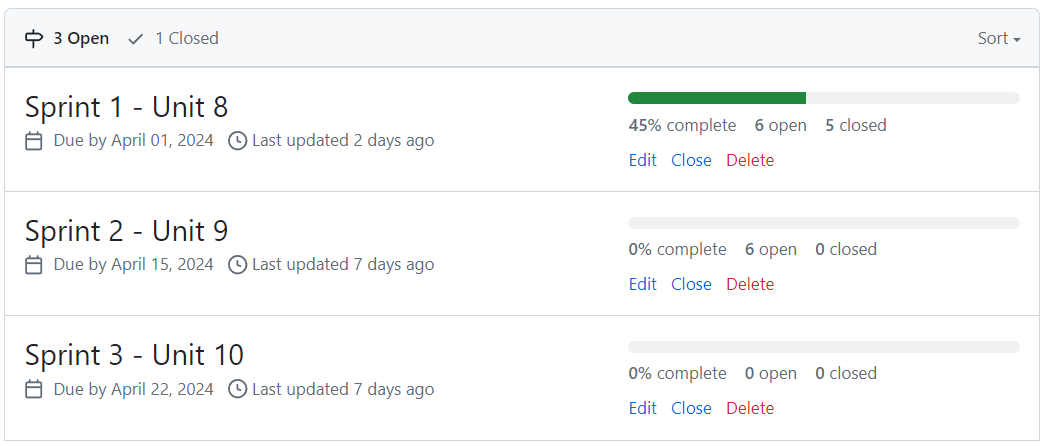 3 Open 1 Closed Sort
Sprint 1 - Unit 8
Due by April 01, 2024 Last updated 2 days ago
45% complete 6 open 5 closed
Edit Close Delete
Sprint 2 - Unit 9
Due by April 15, 2024 Last updated 7 days ago
0% complete 6 open 0 closed
Edit Close Delete
Sprint 3 - Unit 10
Due by April 22, 2024 Last updated 7 days ago
0% complete 0 open 0 closed
Edit Close Delete